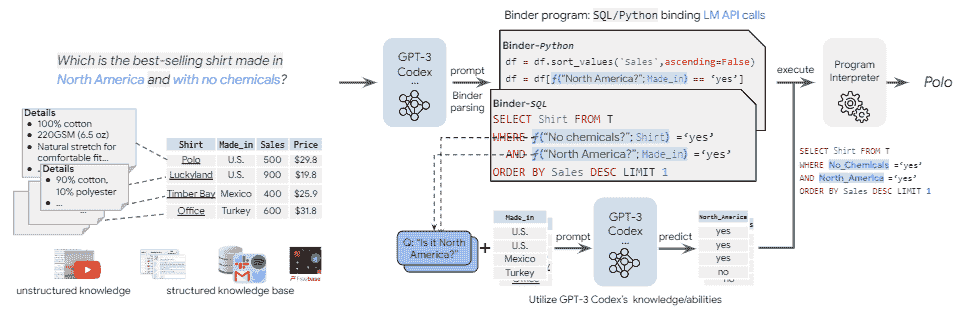 Binder program: SQL/Python binding LM API calls
Which is the best-selling shirt made in
North America and with no chemicals?
Details
100% cotton
220GSM (6.5 oz)
Natural stretch for
comfortable fit...
Details
90% cotton,
10% polyester
...
Shirt Made_in Sales Price
Polo U.S. 500 $29.8
Luckyland U.S. 900 $19.8
Timber Bay Mexico 400 $25.9
Office Turkey 600 $31.8
unstructured knowledge
structured knowledge base
GPT-3
Codex
...
prompt
Binder
parsing
Binder-Python
df = df.sort_values(`Sales`,ascending=False)
df = df[ƒ(“North America?”; Made_in) == ‘yes’]
Binder-SQL
SELECT Shirt FROM T
WHERE ƒ(“No chemicals?”; Shirt) =‘yes’
AND ƒ(“North America?”; Made_in) =‘yes’
ORDER BY Sales DESC LIMIT 1
execute
Program
Interpreter
Polo
SELECT Shirt FROM T
WHERE No_Chemicals =‘yes’
AND North_America =‘yes’
ORDER BY Sales DESC LIMIT 1
Q: “Is it North
America?”
+
Made_in
U.S.
U.S.
Mexico
Turkey
prompt
GPT-3
Codex
...
predict
North_America
yes
yes
yes
no
Utilize GPT-3 Codex’s knowledge/abilities